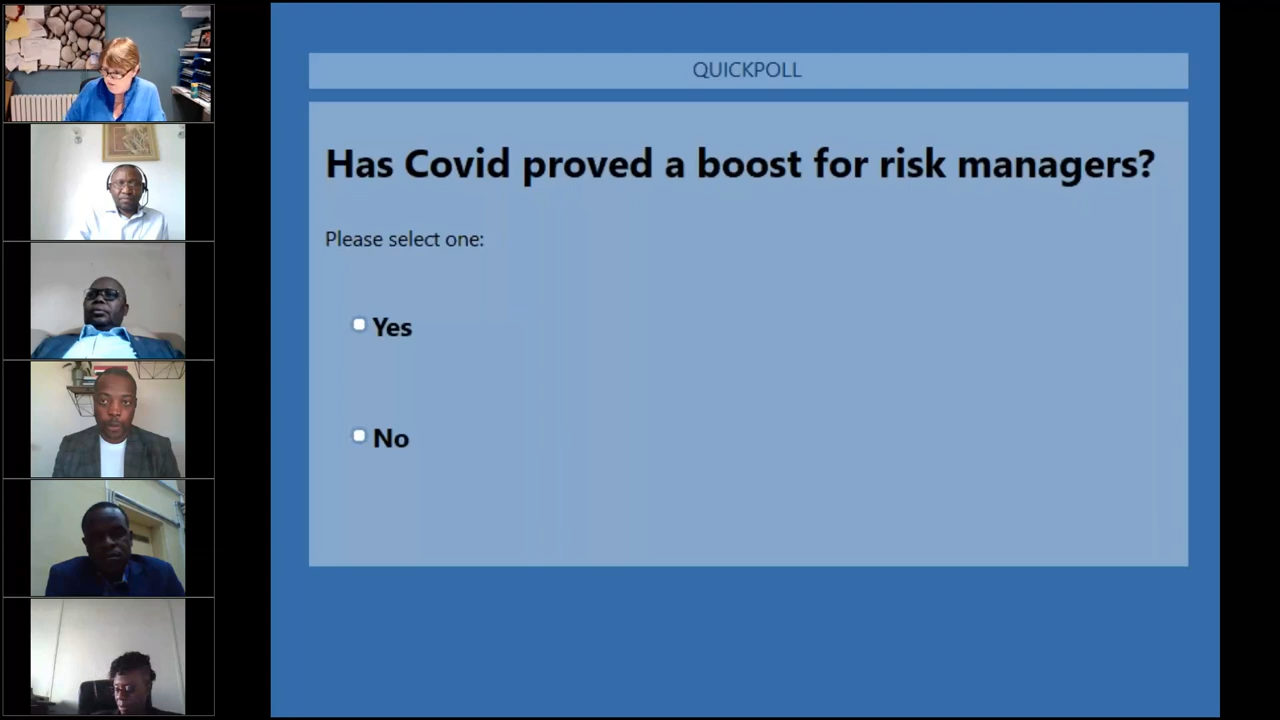 QUICKPOLL
Has Covid proved a boost for risk managers?
Please select one:
Yes
No